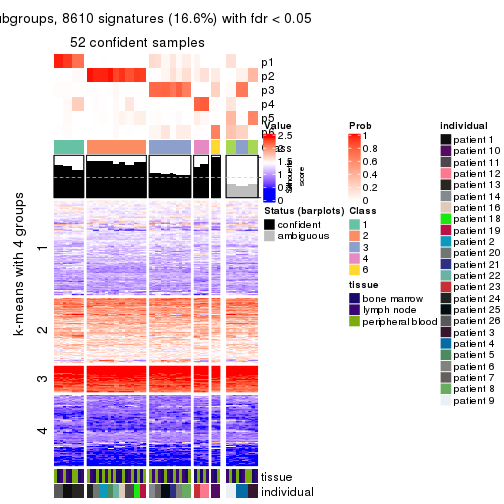 ubgroups, 8610 signatures (16.6%) with fdr < 0.05
52 confident samples
p1
p2
p3
p4
p5
k-means with 4 groups
1
2
3
4
tissue
individual
Value
2.5
2
1.5
1
0.5
0
Silhouette
score
Status (barplots)
confident
ambiguous
Prob
1
0.8
0.6
0.4
0.2
0
Class
1
2
3
4
6
tissue
bone marrow
lymph node
peripheral blood
individual
patient 1
patient 10
patient 11
patient 12
patient 13
patient 14
patient 16
patient 18
patient 19
patient 2
patient 20
patient 21
patient 22
patient 23
patient 24
patient 25
patient 26
patient 3
patient 4
patient 5
patient 6
patient 7
patient 8
patient 9